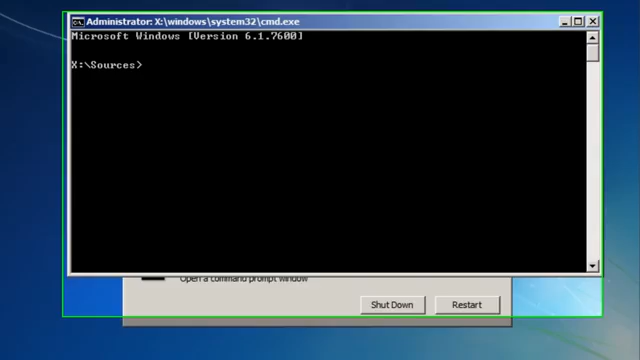 Administrator: X:\windows\system32\cmd.exe
Microsoft Windows [Version 6.1.7600]
X:\Sources>
Open a command prompt window
Shut Down
Restart